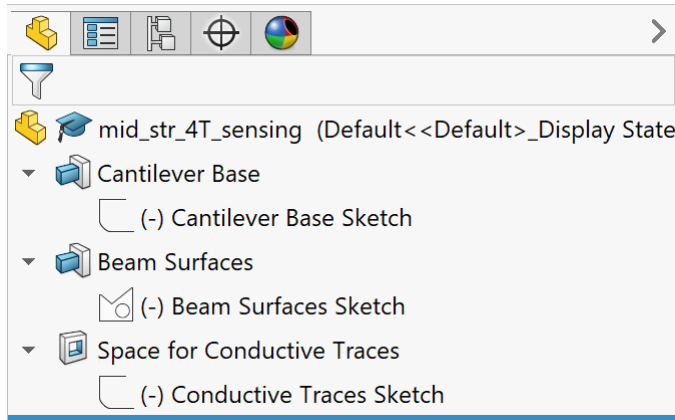 mid_str_4T_sensing (Default<<Default>_Display State
Cantilever Base
(-) Cantilever Base Sketch
Beam Surfaces
(-) Beam Surfaces Sketch
Space for Conductive Traces
(-) Conductive Traces Sketch